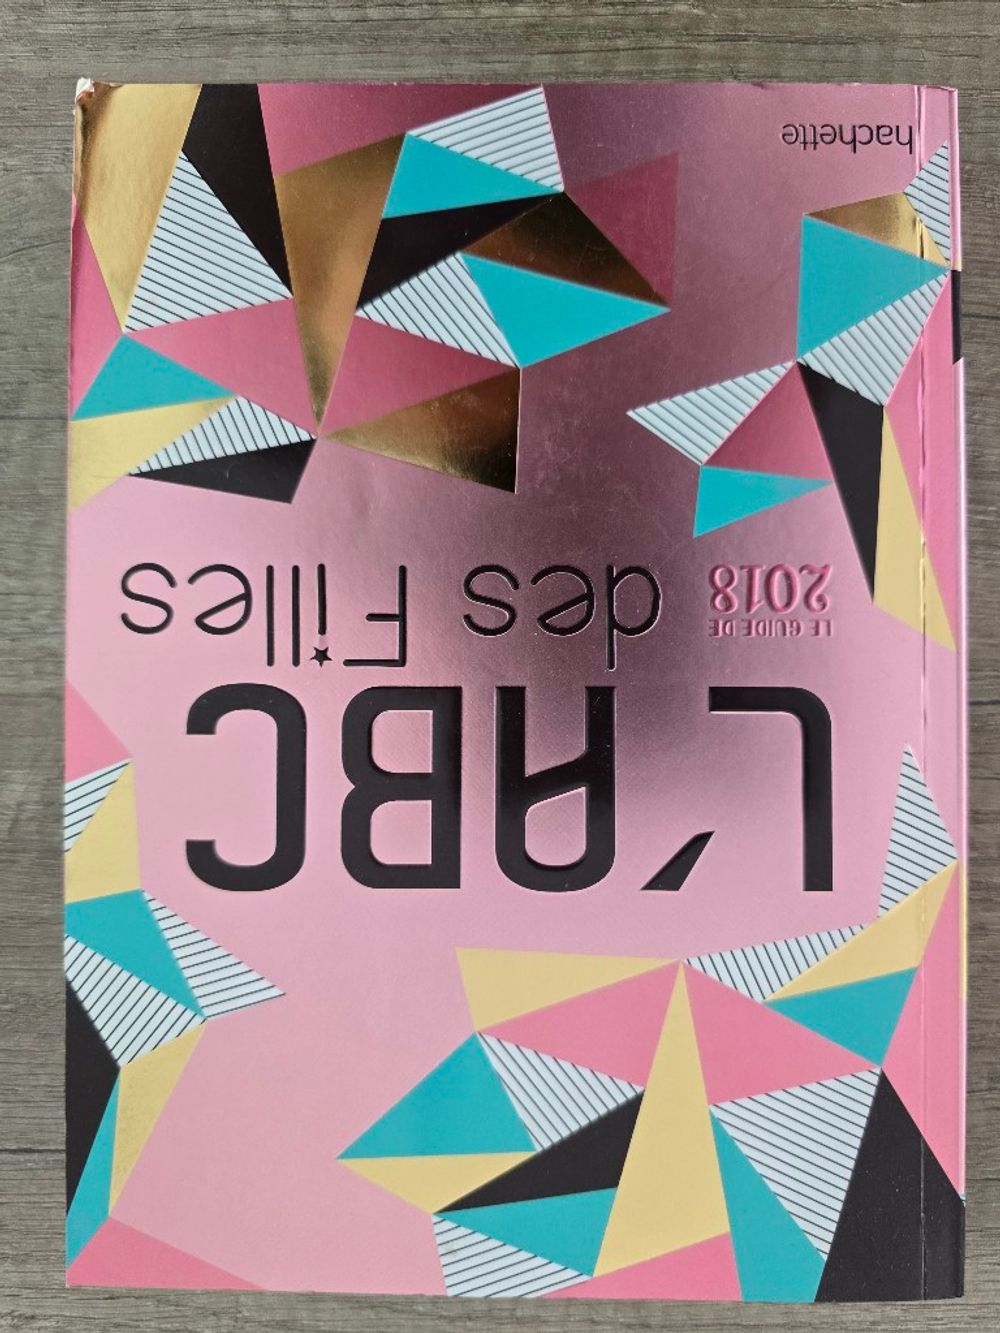 L'ABC
des Filles
LE GUIDE DE
2018
hachette